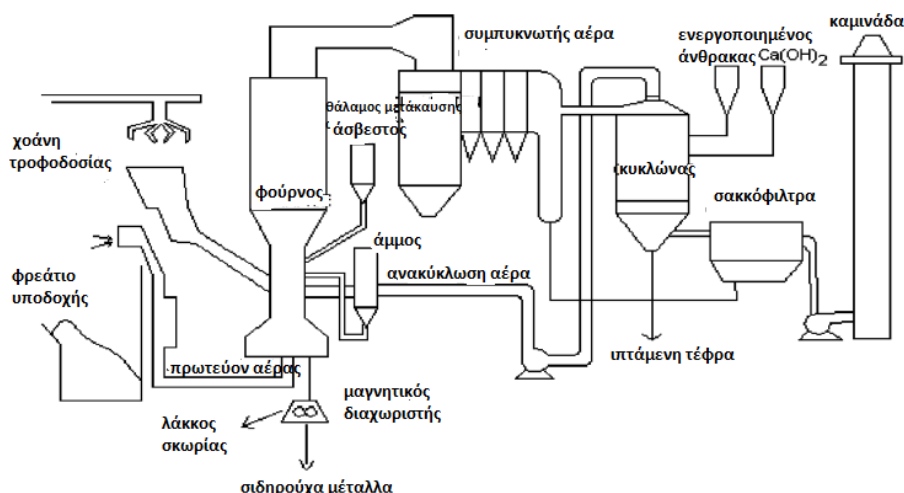 συμπυκνωτής αέρα
ενεργοποιημένος
άνθρακας Ca(OH)2
καμινάδα
θάλαμος μετάκαυσης
άσβεστος
χοάνη
τροφοδοσίας
φούρνος
κυκλώνας
σακκόφιλτρα
άμμος
ανακύκλωση αέρα
φρεάτιο
υποδοχής
ιπτάμενη τέφρα
πρωτεύον αέρας
μαγνητικός
διαχωριστής
λάκκος
σκωρίας
σιδηρούχα μέταλλα